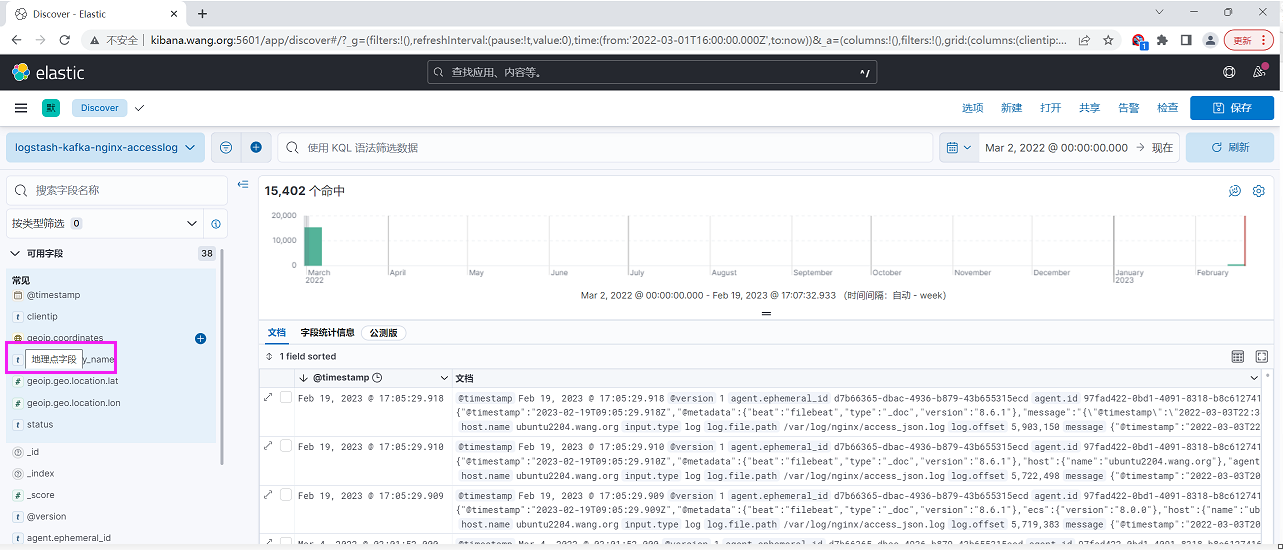 Discover - Elastic
不安全 | kibana.wang.org:5601/app/discover#/?_g=(filters:!(),refreshInterval:(pause:!t,value:0),time:(from:'2022-03-01T16:00:00.000Z',to:now))&_a=(columns:!(),filters:!(),grid:(columns:(clientip:...
1
更新
elastic
查找应用、内容等。
^/
默
Discover
选项 新建 打开 共享 告警 检查 保存
logstash-kafka-nginx-accesslog
使用 KQL 语法筛选数据
Mar 2, 2022 @ 00:00:00.000 → 现在
刷新
搜索字段名称
按类型筛选 0
可用字段 38
常见
@timestamp
clientip
geoip.coordinates
地理点字段 y_name
geoip.geo.location.lat
geoip.geo.location.lon
status
_id
_index
_score
@version
agent.ephemeral_id
15,402 个命中
20,000
10,000
0
March 2022 April May June July August September October November December January 2023 February
Mar 2, 2022 @ 00:00:00.000 - Feb 19, 2023 @ 17:07:32.933 （时间间隔：自动 - week）
文档 字段统计信息 公测版
1 field sorted
@timestamp 文档
Feb 19, 2023 @ 17:05:29.918 @timestamp Feb 19, 2023 @ 17:05:29.918 @version 1 agent.ephemeral_id d7b66365-dbac-4936-b879-43b655315ecd agent.id 97fad422-0bd1-4091-8318-b8c612741
{"@timestamp":"2023-02-19T09:05:29.918Z","@metadata":{"beat":"filebeat","type":"_doc","version":"8.6.1"},"message":"{\"@timestamp\":\"2022-03-03T22:3
host.name ubuntu2204.wang.org input.type log log.file.path /var/log/nginx/access_json.log log.offset 5,903,150 message {"@timestamp":"2022-03-03T22
Feb 19, 2023 @ 17:05:29.910 @timestamp Feb 19, 2023 @ 17:05:29.910 @version 1 agent.ephemeral_id d7b66365-dbac-4936-b879-43b655315ecd agent.id 97fad422-0bd1-4091-8318-b8c612741
{"@timestamp":"2023-02-19T09:05:29.910Z","@metadata":{"beat":"filebeat","type":"_doc","version":"8.6.1"},"host":{"name":"ubuntu2204.wang.org"},"agent
host.name ubuntu2204.wang.org input.type log log.file.path /var/log/nginx/access_json.log log.offset 5,722,498 message {"@timestamp":"2022-03-03T20
Feb 19, 2023 @ 17:05:29.909 @timestamp Feb 19, 2023 @ 17:05:29.909 @version 1 agent.ephemeral_id d7b66365-dbac-4936-b879-43b655315ecd agent.id 97fad422-0bd1-4091-8318-b8c612741
{"@timestamp":"2023-02-19T09:05:29.909Z","@metadata":{"beat":"filebeat","type":"_doc","version":"8.6.1"},"ecs":{"version":"8.0.0"},"host":{"name":"ub
host.name ubuntu2204.wang.org input.type log log.file.path /var/log/nginx/access_json.log log.offset 5,719,383 message {"@timestamp":"2022-03-03T20